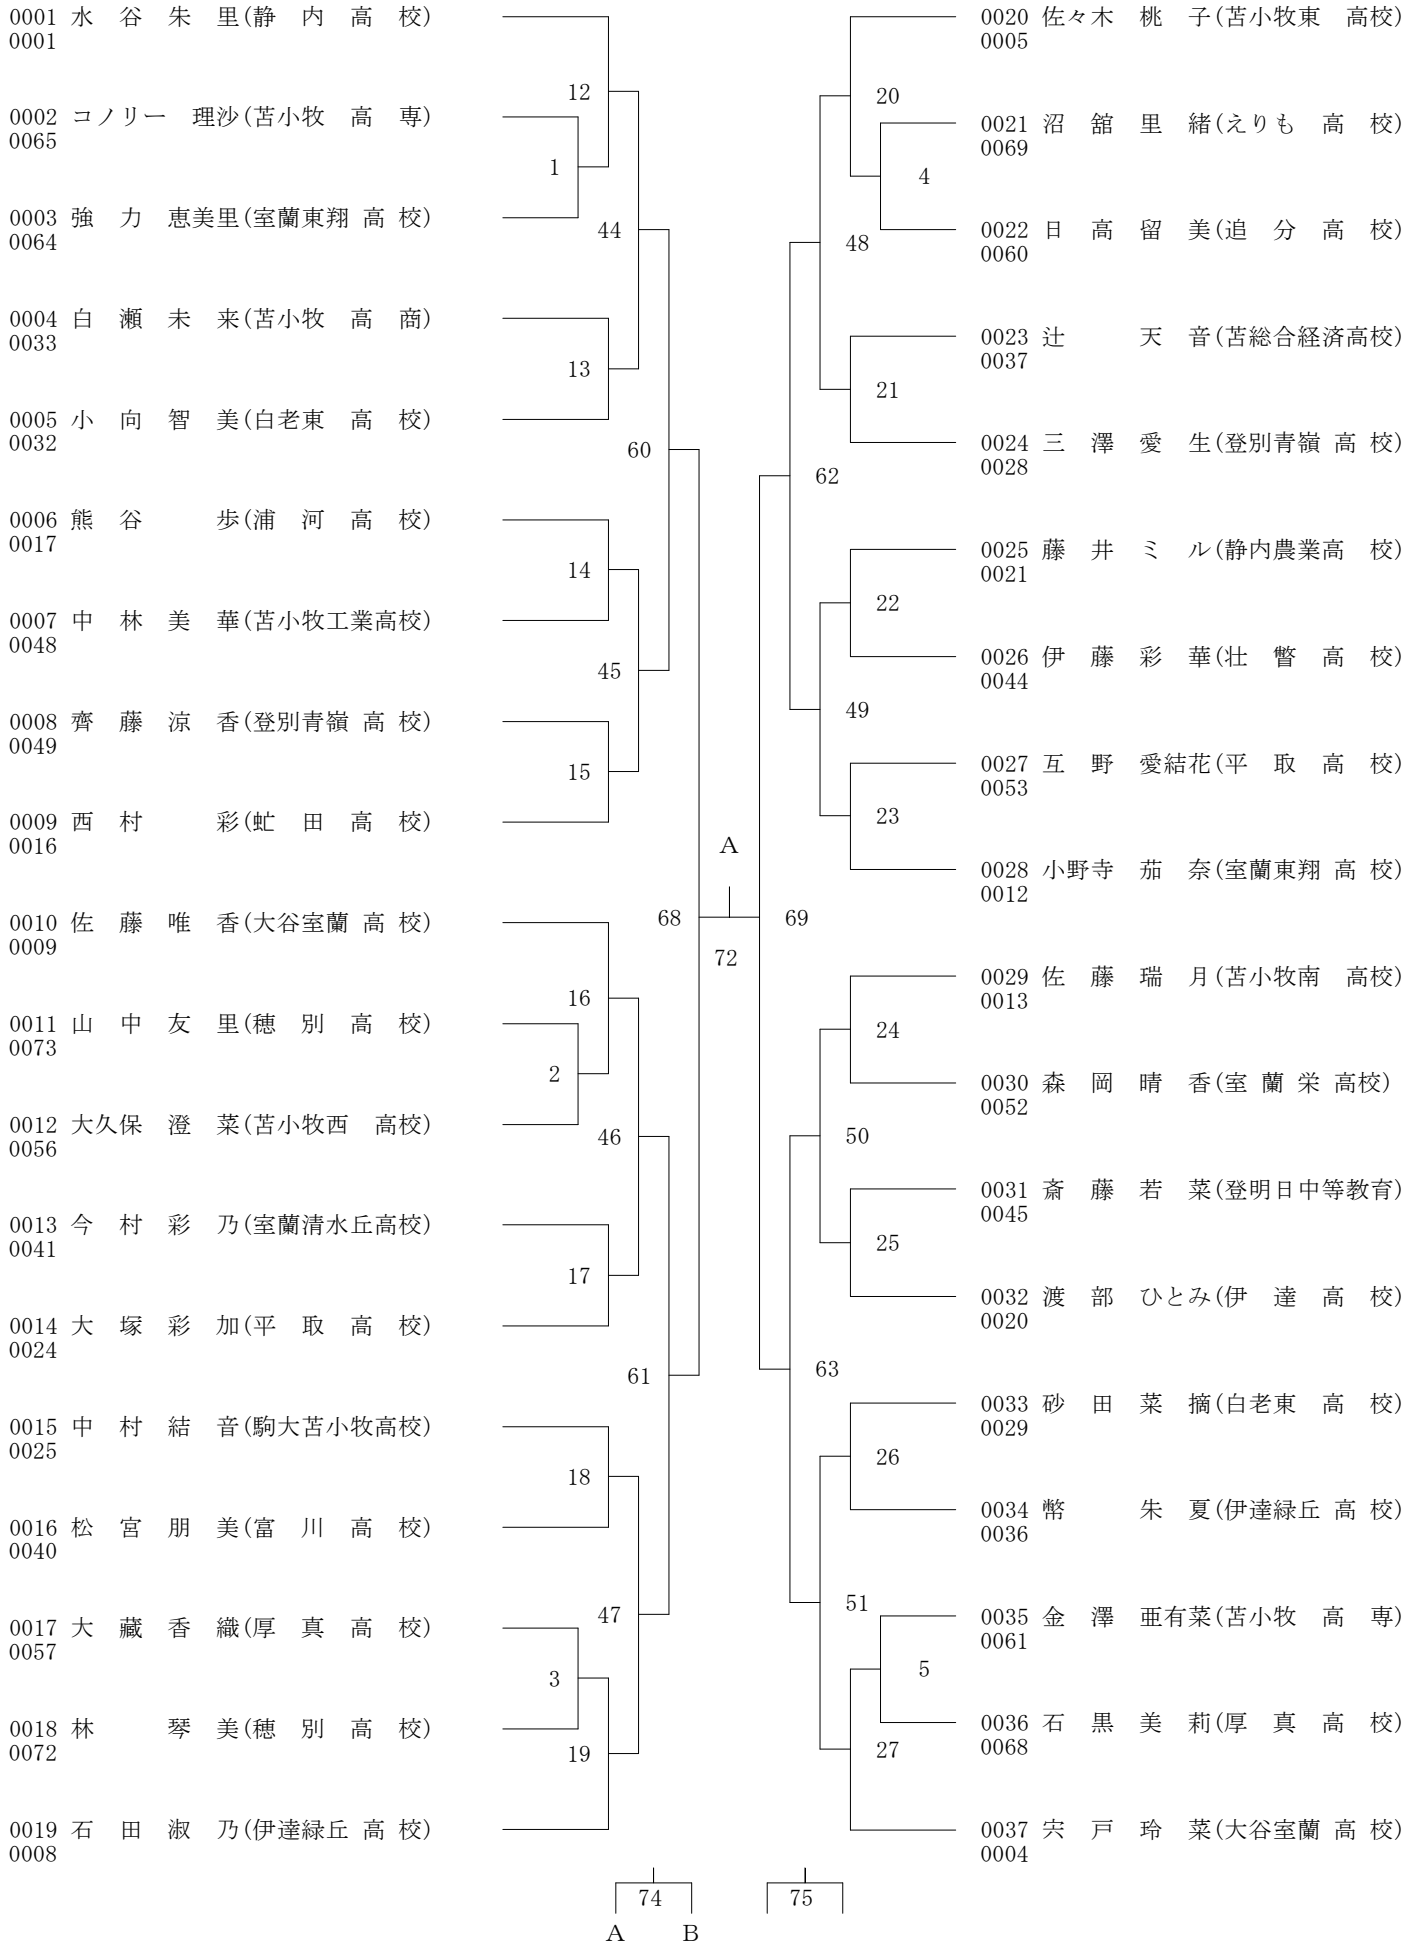 0001 水 谷 朱 里(静 内 高 校)
0001
12
0002 コノリー 理沙(苫小牧 高 専)
0065
1
0003 強 力 恵美里(室蘭東翔 高 校)
0064
44
0004 白 瀬 未 来(苫小牧 高 商)
0033
13
0005 小 向 智 美(白老東 高 校)
0032
60
0006 熊 谷 歩(浦 河 高 校)
0017
14
0007 中 林 美 華(苫小牧工業高校)
0048
45
0008 齊 藤 涼 香(登別青嶺 高 校)
0049
15
0009 西 村 彩(虻 田 高 校)
0016
0010 佐 藤 唯 香(大谷室蘭 高 校)
0009
68
16
0011 山 中 友 里(穂 別 高 校)
0073
2
0012 大久保 澄 菜(苫小牧西 高校)
0056
46
0013 今 村 彩 乃(室蘭清水丘高校)
0041
17
0014 大 塚 彩 加(平 取 高 校)
0024
61
0015 中 村 結 音(駒大苫小牧高校)
0025
18
0016 松 宮 朋 美(富 川 高 校)
0040
47
0017 大 藏 香 織(厚 真 高 校)
0057
3
0018 林 琴 美(穂 別 高 校)
0072
19
0019 石 田 淑 乃(伊達緑丘 高 校)
0008
A
72
0020 佐々木 桃 子(苫小牧東 高校)
0005
20
0021 沼 舘 里 緒(えりも 高 校)
0069
4
0022 日 高 留 美(追 分 高 校)
0060
48
0023 辻 天 音(苫総合経済高校)
0037
21
0024 三 澤 愛 生(登別青嶺 高 校)
0028
62
0025 藤 井 ミ ル(静内農業高 校)
0021
22
0026 伊 藤 彩 華(壮 瞥 高 校)
0044
49
0027 互 野 愛結花(平 取 高 校)
0053
23
0028 小野寺 茄 奈(室蘭東翔 高 校)
0012
69
0029 佐 藤 瑞 月(苫小牧南 高校)
0013
24
0030 森 岡 晴 香(室 蘭 栄 高校)
0052
50
0031 斎 藤 若 菜(登明日中等教育)
0045
25
0032 渡 部 ひとみ(伊 達 高 校)
0020
63
0033 砂 田 菜 摘(白老東 高 校)
0029
26
0034 幣 朱 夏(伊達緑丘 高 校)
0036
51
0035 金 澤 亜有菜(苫小牧 高 専)
0061
5
0036 石 黒 美 莉(厚 真 高 校)
0068
27
0037 宍 戸 玲 菜(大谷室蘭 高 校)
0004
74 75
A B